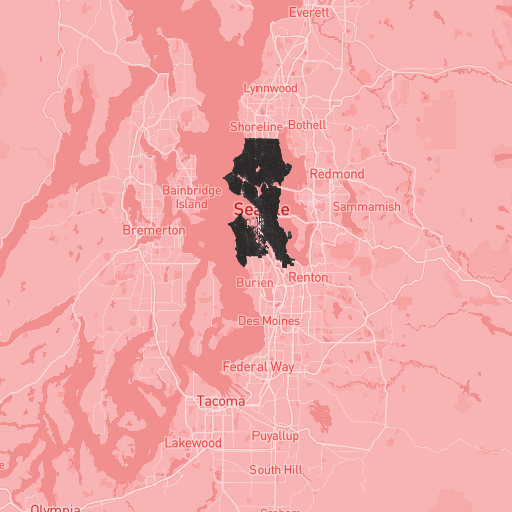 Everett
Lynnwood
Shoreline
Bothell
Redmond
Bainbridge
Island
Sammamish
Seattle
Bremerton
Renton
Burien
Des Moines
Federal Way
Tacoma
Puyallup
Lakewood
South Hill
Olympia
Graham